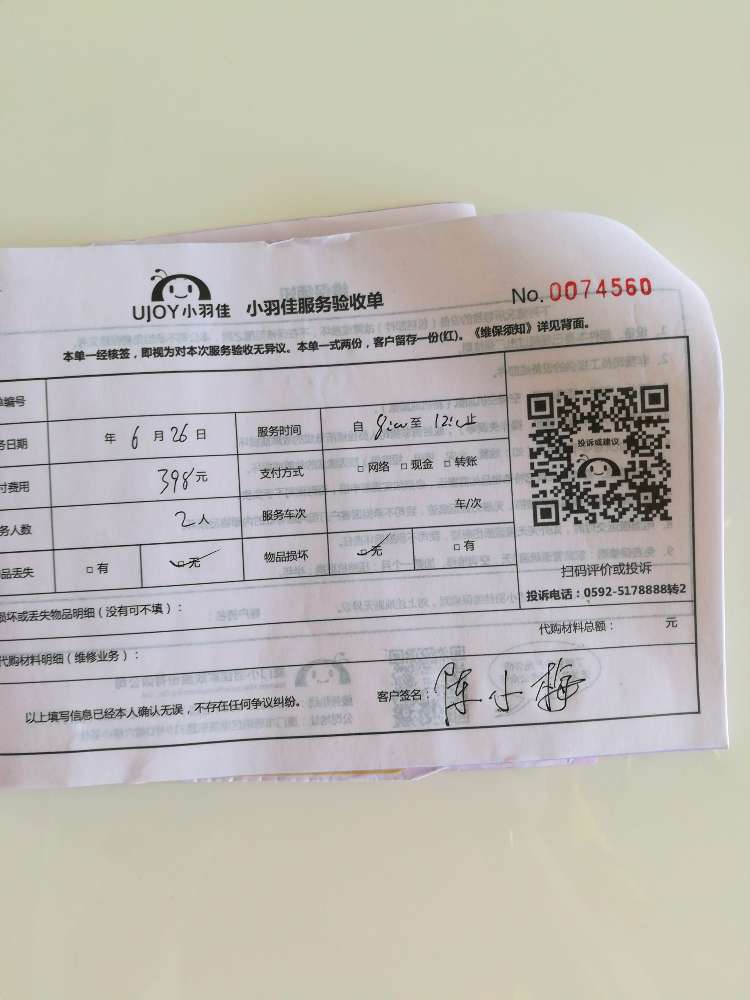 UJOY小羽佳 小羽佳服务验收单 No. 0074560
本单一经核签，即视为对本次服务验收无异议。本单一式两份，客户留存一份(红)。《维保须知》详见背面。
单编号
务日期 年 6 月 26 日 服务时间 自 8:00 至 12:00 止
付费用 398 元 支付方式 □ 网络 □ 现金 □ 转账
务人数 2 人 服务车次 车/次
品丢失 □ 有 □ 无 物品损坏 □ 无 □ 有
投诉或建议
扫码评价或投诉
投诉电话：0592-5178888转2
损坏或丢失物品明细（没有可不填）：
代购材料明细（维修业务）： 代购材料总额： 元
以上填写信息已经本人确认无误，不存在任何争议纠纷。 客户签名：陈小梅